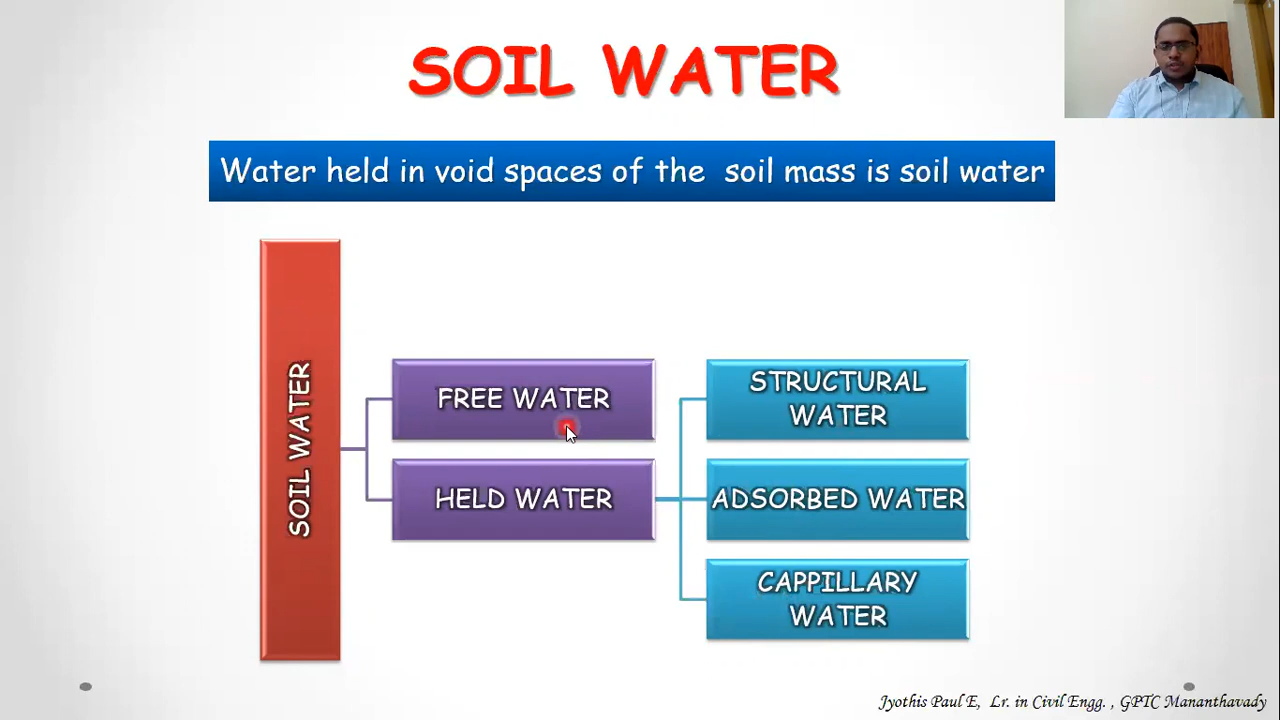 SOIL WATER
Water held in void spaces of the soil mass is soil water
SOIL WATER
FREE WATER
HELD WATER
STRUCTURAL
WATER
ADSORBED WATER
CAPPILLARY
WATER
Jyothis Paul E, Lr. in Civil Engg. , GPTC Mananthavady